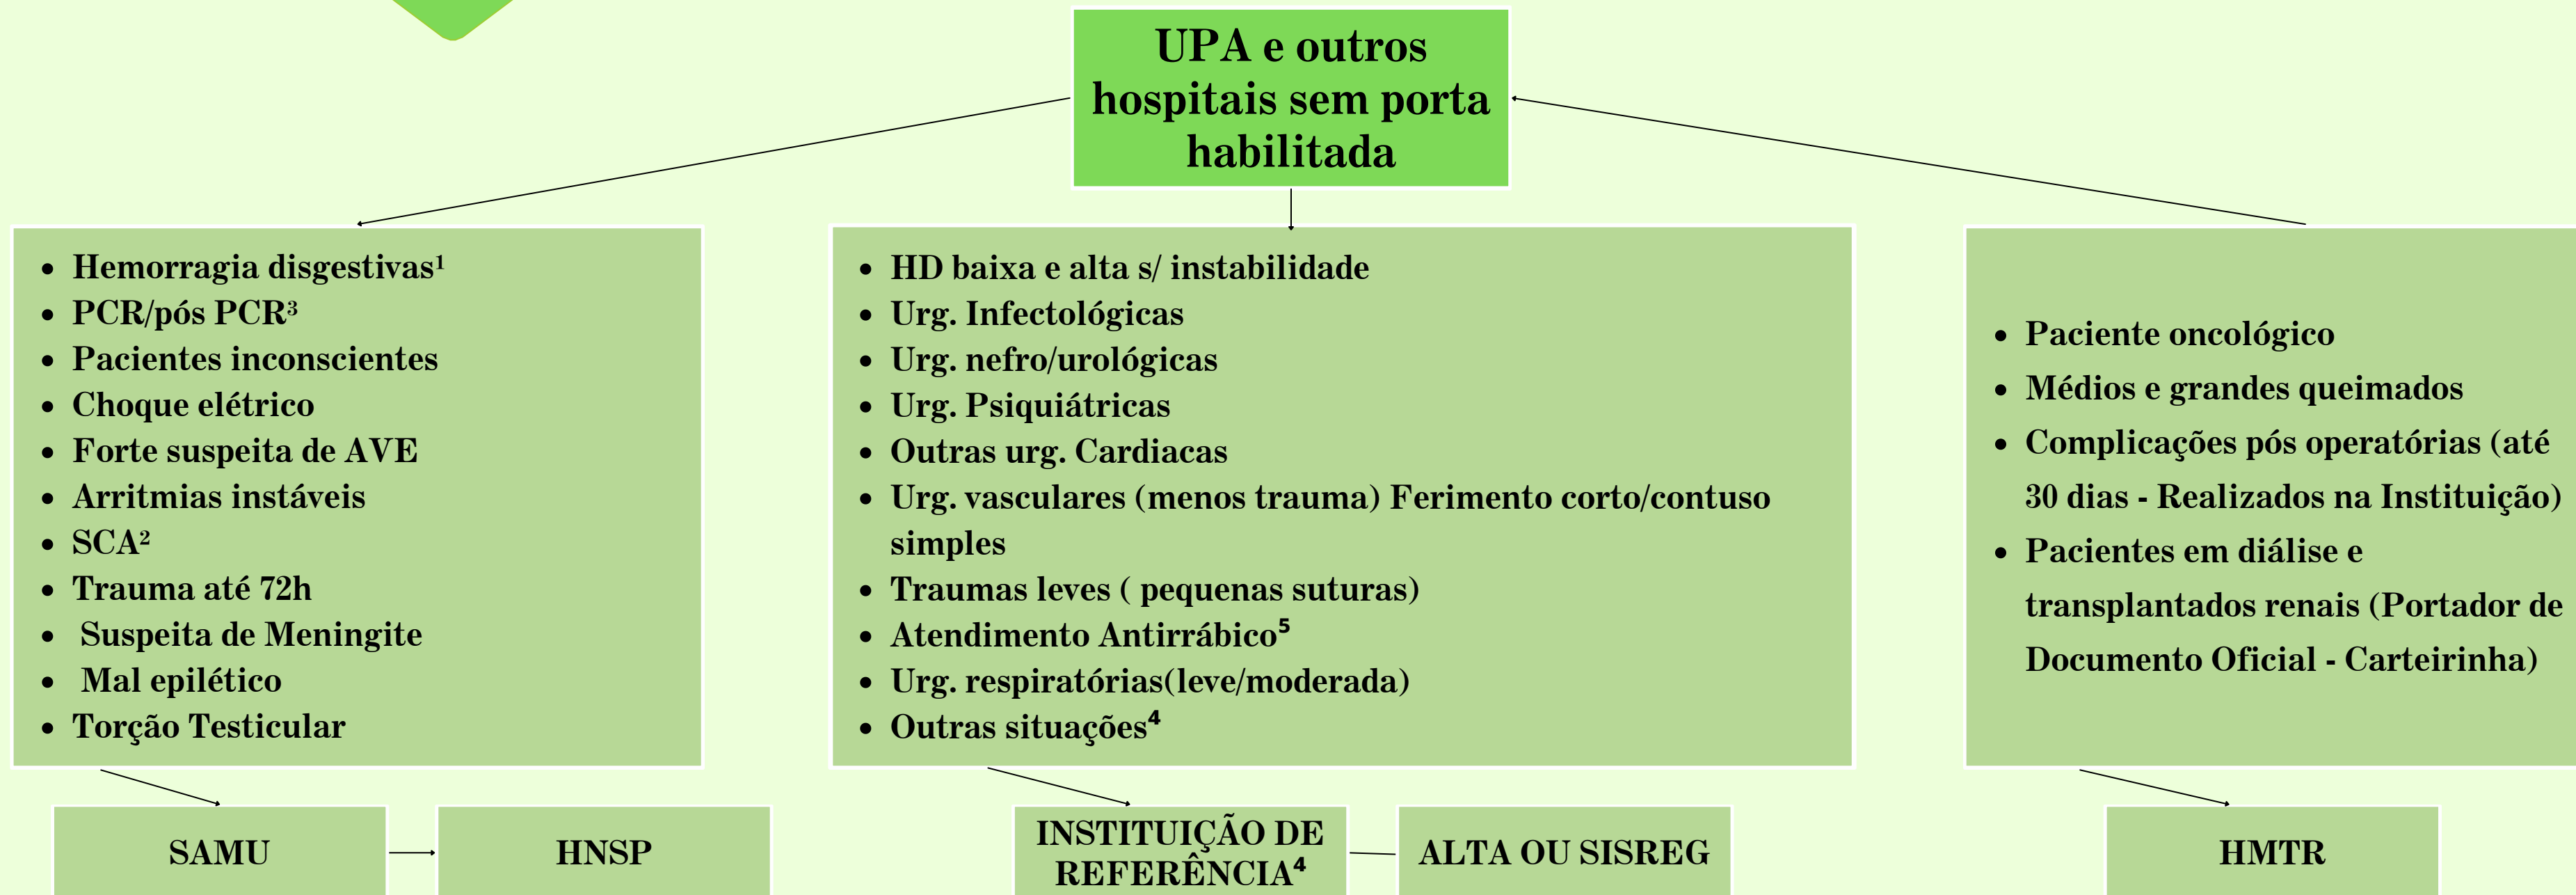 UPA e outros
hospitais sem porta
habilitada
• Hemorragia disgestivas¹
• PCR/pós PCR³
• Pacientes inconscientes
• Choque elétrico
• Forte suspeita de AVE
• Arritmias instáveis
• SCA²
• Trauma até 72h
• Suspeita de Meningite
• Mal epilético
• Torção Testicular
• HD baixa e alta s/ instabilidade
• Urg. Infectológicas
• Urg. nefro/urológicas
• Urg. Psiquiátricas
• Outras urg. Cardiacas
• Urg. vasculares (menos trauma) Ferimento corto/contuso
simples
• Traumas leves ( pequenas suturas)
• Atendimento Antirrábico⁵
• Urg. respiratórias(leve/moderada)
• Outras situações⁴
• Paciente oncológico
• Médios e grandes queimados
• Complicações pós operatórias (até
30 dias - Realizados na Instituição)
• Pacientes em diálise e
transplantados renais (Portador de
Documento Oficial - Carteirinha)
SAMU
HNSP
INSTITUIÇÃO DE
REFERÊNCIA⁴
ALTA OU SISREG
HMTR